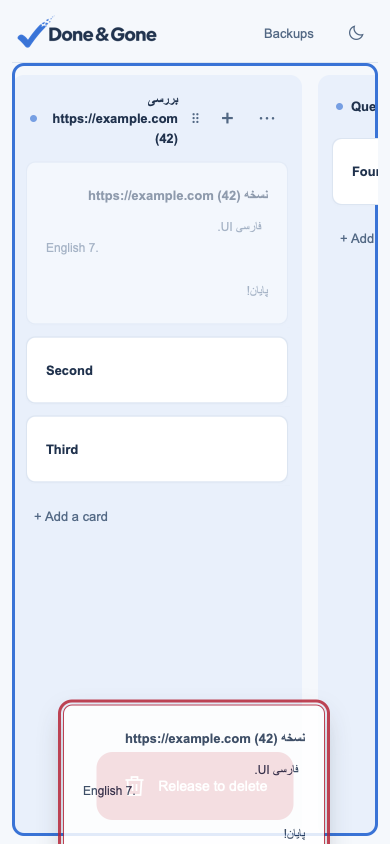 Done & Gone
Backups
بررسی
https://example.com
(42)
نسخه https://example.com (42)
فارسی UI.
English 7.
پایان!
Second
Third
+ Add a card
Que
Four
+ Add
نسخه https://example.com (42)
فارسی UI.
English 7.
Release to delete
پایان!